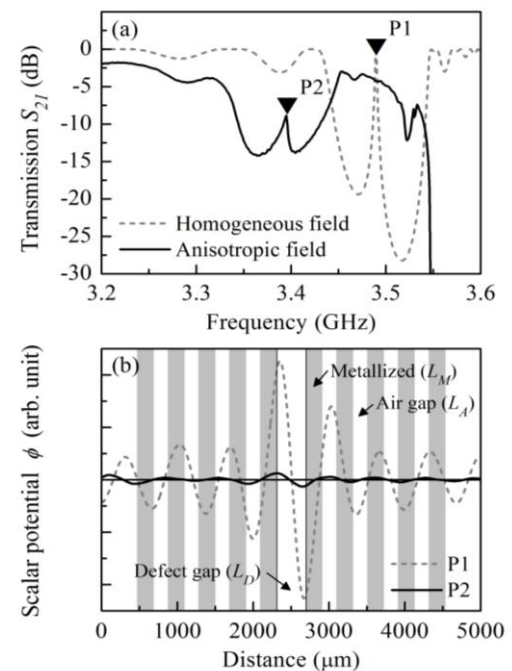 (a)
P1
P2
Transmission S21 (dB)
0
-5
-10
-15
-20
-25
-30
Homogeneous field
Anisotropic field
3.2 3.3 3.4 3.5 3.6
Frequency (GHz)
(b)
Metallized (LM)
Air gap (LA)
Scalar potential ϕ (arb. unit)
Defect gap (LD)
P1
P2
0 1000 2000 3000 4000 5000
Distance (μm)